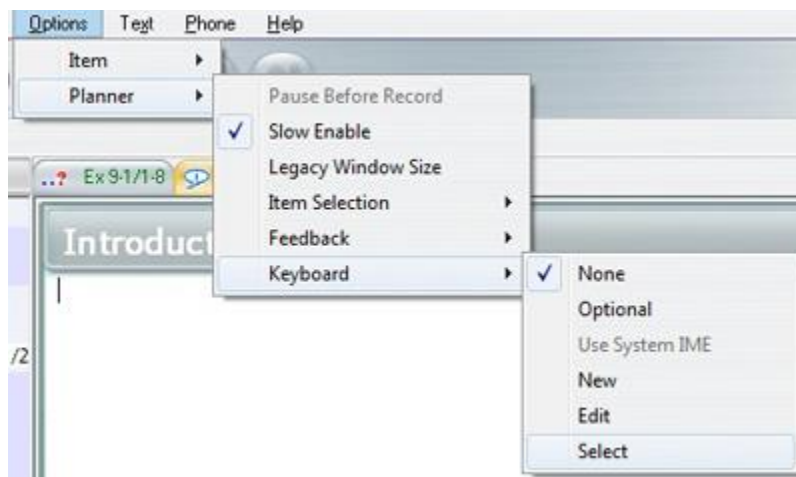 Options Text Phone Help
Item
Planner
Pause Before Record
Slow Enable
Legacy Window Size
Item Selection
Feedback
Keyboard
None
Optional
Use System IME
New
Edit
Select
..? Ex 9-1/1-8
Introduct
/2